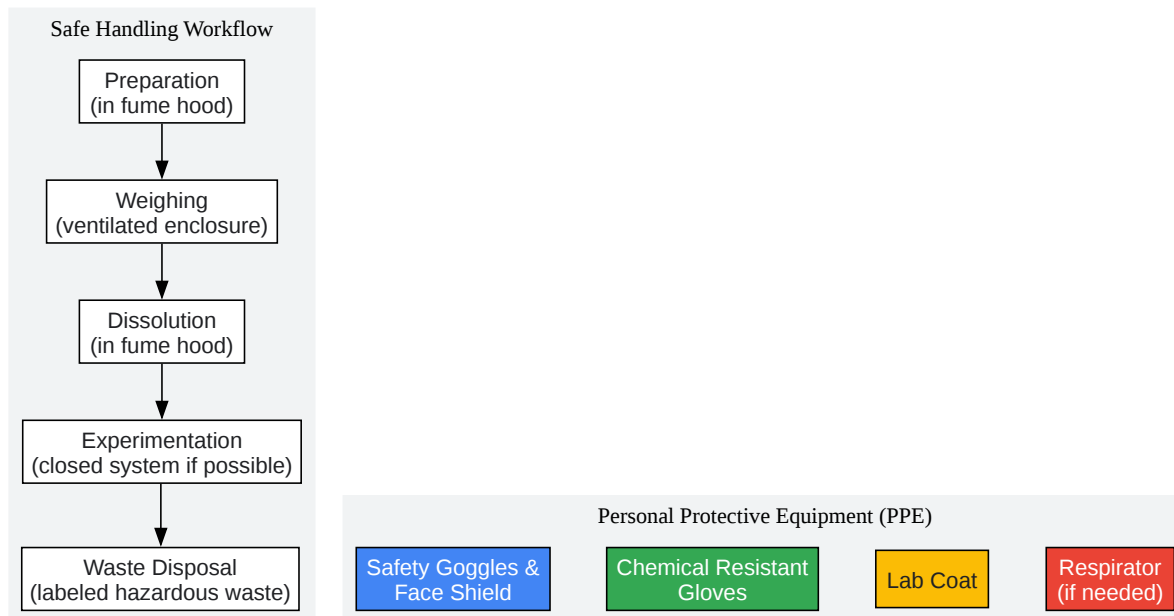 Safe Handling Workflow
Preparation
(in fume hood)
Weighing
(ventilated enclosure)
Dissolution
(in fume hood)
Experimentation
(closed system if possible)
Waste Disposal
(labeled hazardous waste)
Personal Protective Equipment (PPE)
Safety Goggles &
Face Shield
Chemical Resistant
Gloves
Lab Coat
Respirator
(if needed)